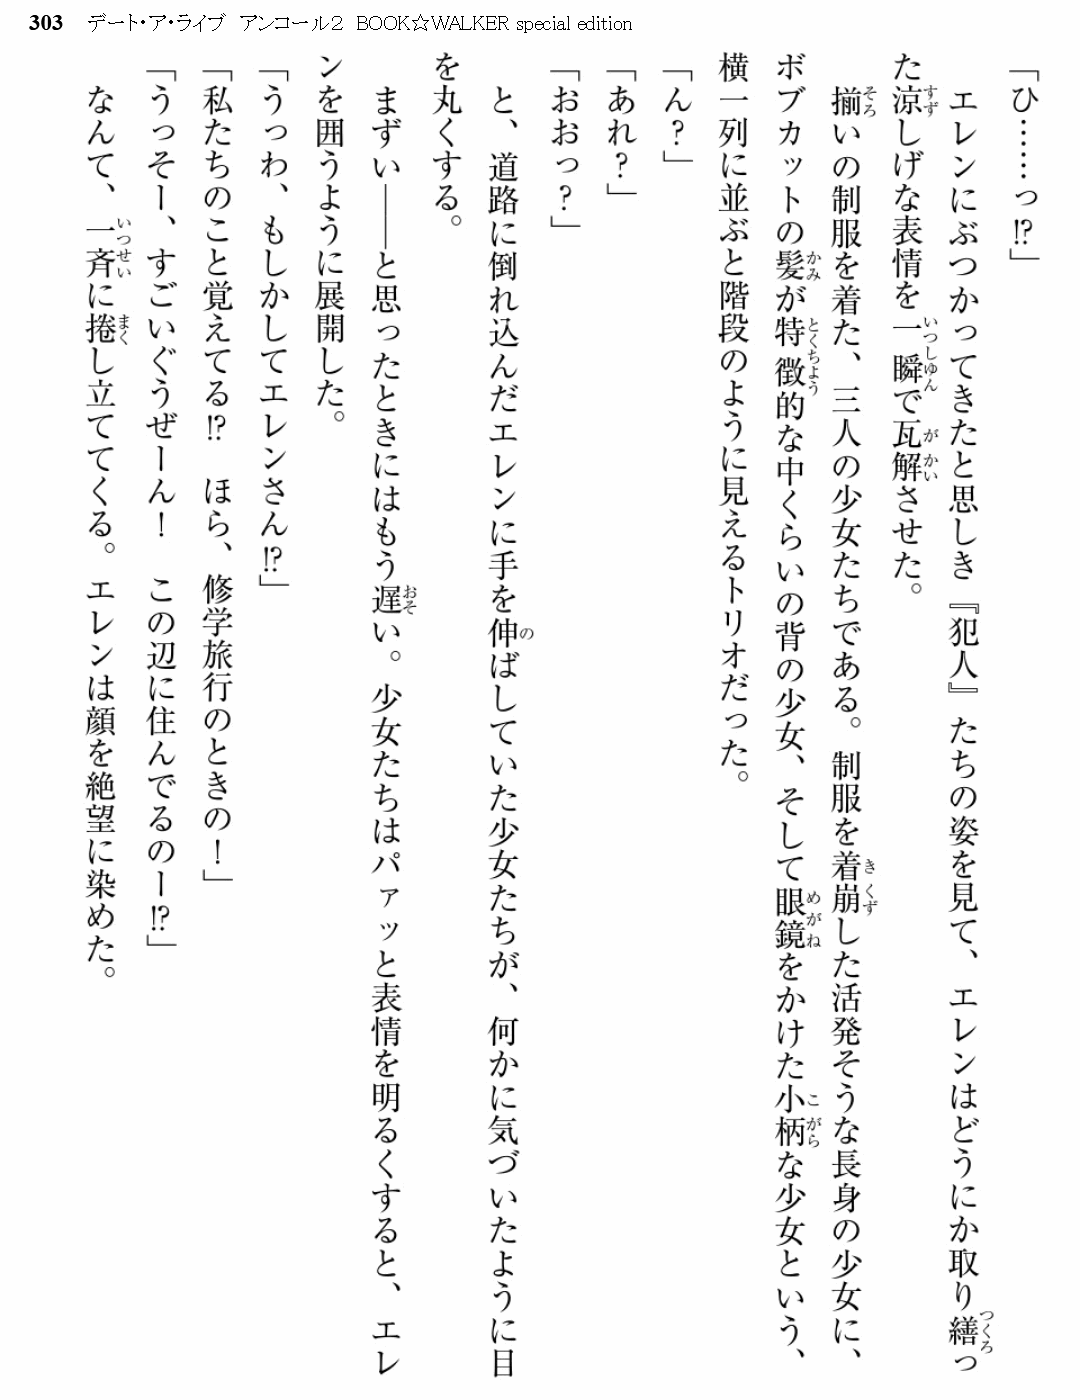 303 デート・ア・ライブ アンコール2 BOOK☆WALKER special edition
「ひ……っ!?」
エレンにぶつかってきたと思しき『犯人』たちの姿を見て、エレンはどうにか取り繕っ
た涼しげな表情を一瞬で瓦解させた。
揃いの制服を着た、三人の少女たちである。制服を着崩した活発そうな長身の少女に、
ボブカットの髪が特徴的な中くらいの背の少女、そして眼鏡をかけた小柄な少女という、
横一列に並ぶと階段のように見えるトリオだった。
「ん?」
「あれ?」
「おおっ?」
と、道路に倒れ込んだエレンに手を伸ばしていた少女たちが、何かに気づいたように目
を丸くする。
まずい――と思ったときにはもう遅い。少女たちはパァッと表情を明るくすると、エレ
ンを囲うように展開した。
「うっわ、もしかしてエレンさん!?」
「私たちのこと覚えてる!? ほら、修学旅行のときの!」
「うっそー、すごいぐうぜーん! この辺に住んでるのー!?」
なんて、一斉に捲し立ててくる。エレンは顔を絶望に染めた。